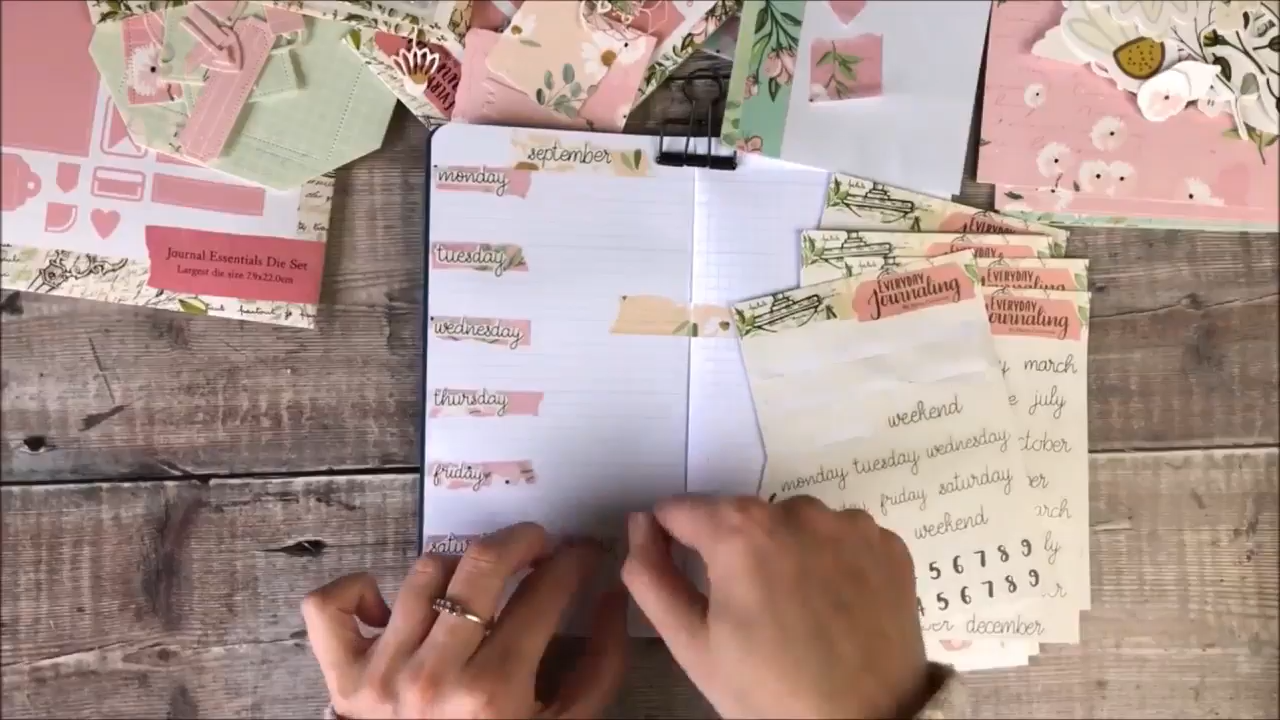 september
monday
tuesday
wednesday
thursday
friday
Journal Essentials Die Set
Largest die size 7.9x22.0cm
EVERYDAY
EVERYDAY
EVERYDAY
Journaling
EVERYDAY
Journaling
weekend
monday tuesday wednesday
friday saturday
weekend
5 6 7 8 9
5 6 7 8 9
december
march
july